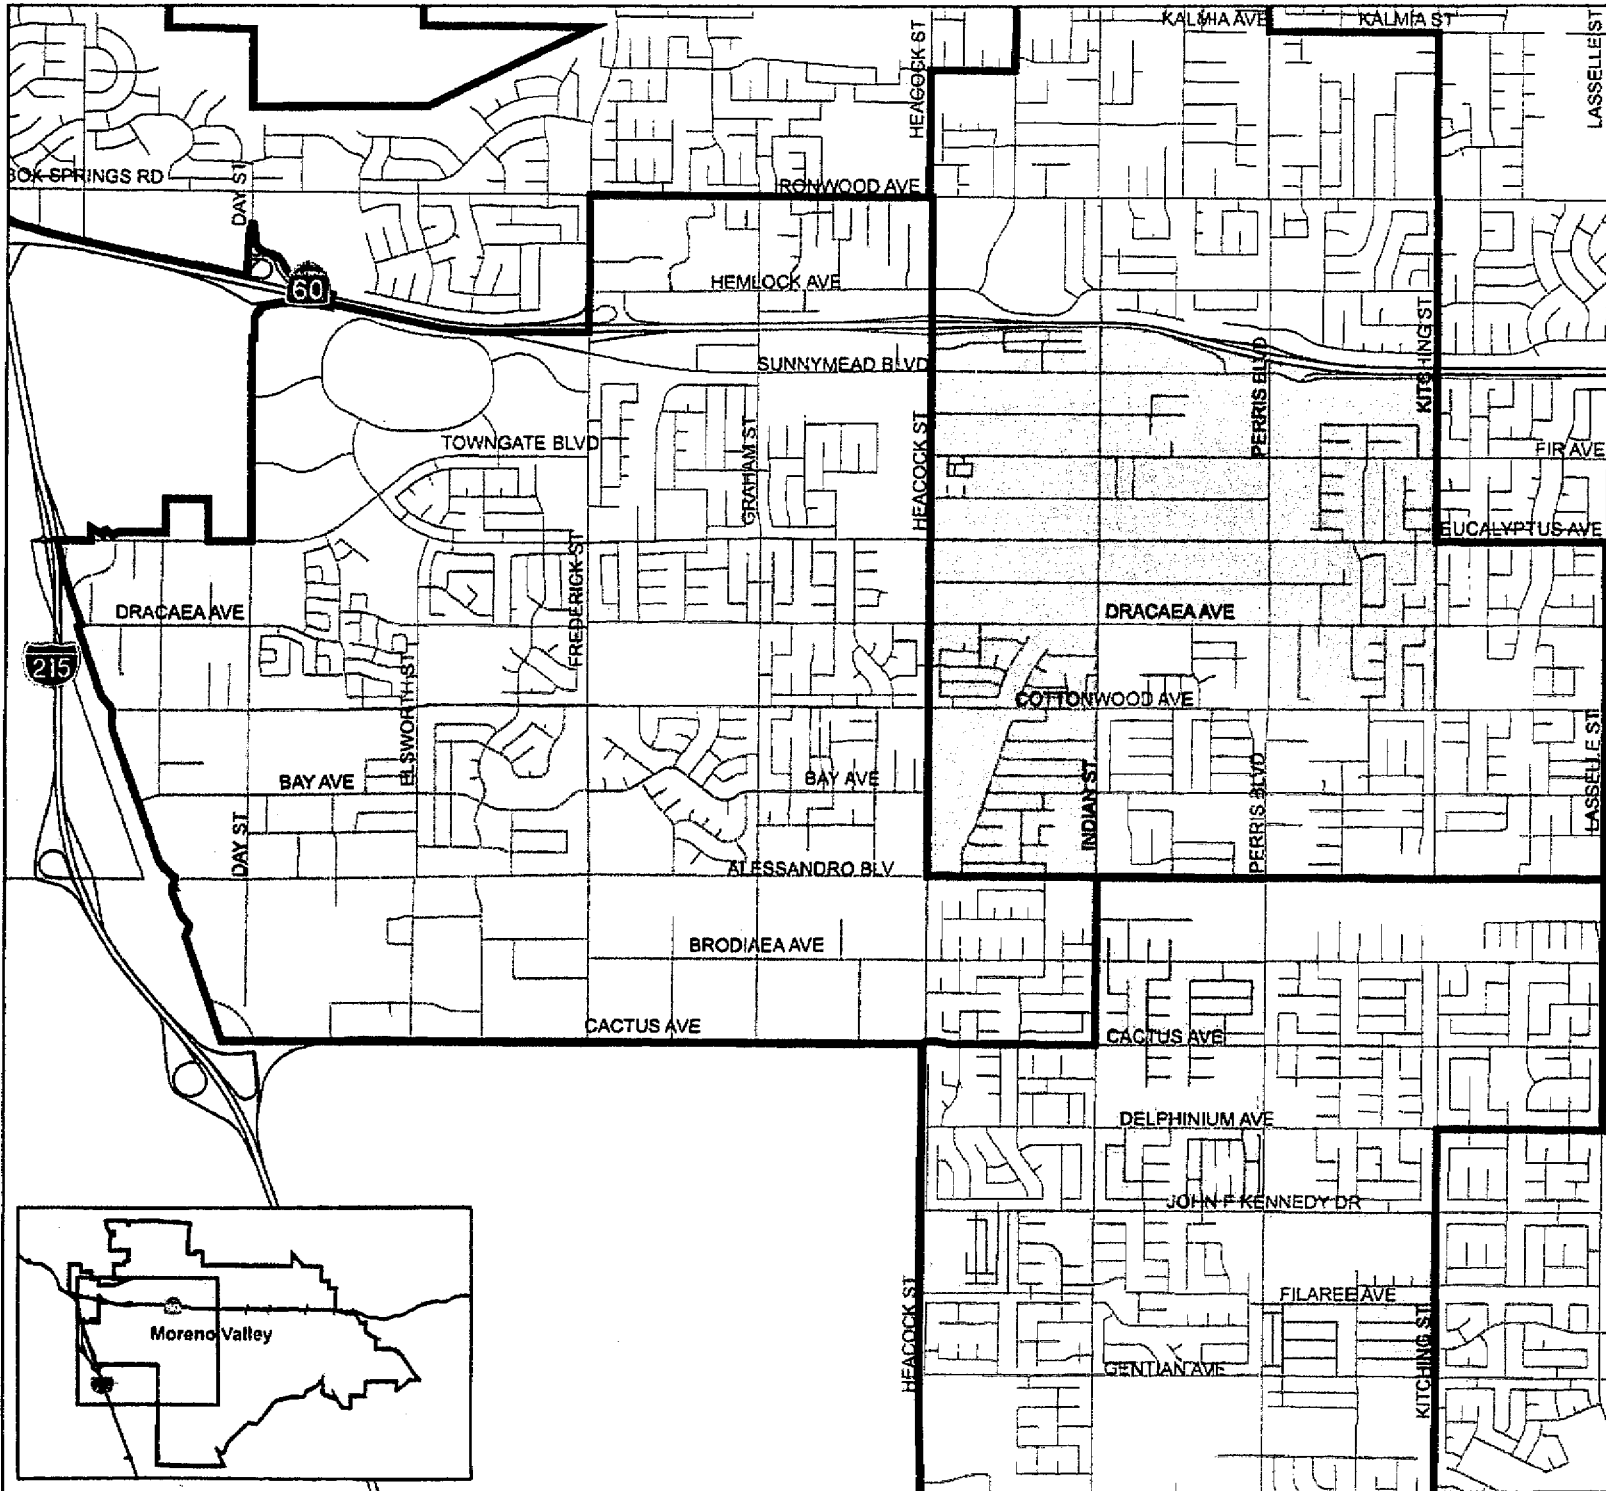 KALMIA AVE
KALMIA ST
LASSELLE ST
HEACOCK ST
BOX SPRINGS RD
DAY ST
RONWOOD AVE
60
HEMLOCK AVE
KITCHING ST
SUNNYMEAD BLVD
PERRIS BLVD
TOWNGATE BLVD
GRAHAM ST
HEACOCK ST
FIR AVE
EUCALYPTUS AVE
FREDERICK ST
DRACAEA AVE
DRACAEA AVE
215
ELSWORTH ST
COTTONWOOD AVE
LASSELLE ST
BAY AVE
BAY AVE
INDIAN ST
PERRIS BLVD
DAY ST
ALESSANDRO BLV
BRODIAEA AVE
CACTUS AVE
CACTUS AVE
DELPHINIUM AVE
JOHN F KENNEDY DR
HEACOCK ST
FILAREE AVE
KITCHING ST
Moreno Valley
GENTIAN AVE